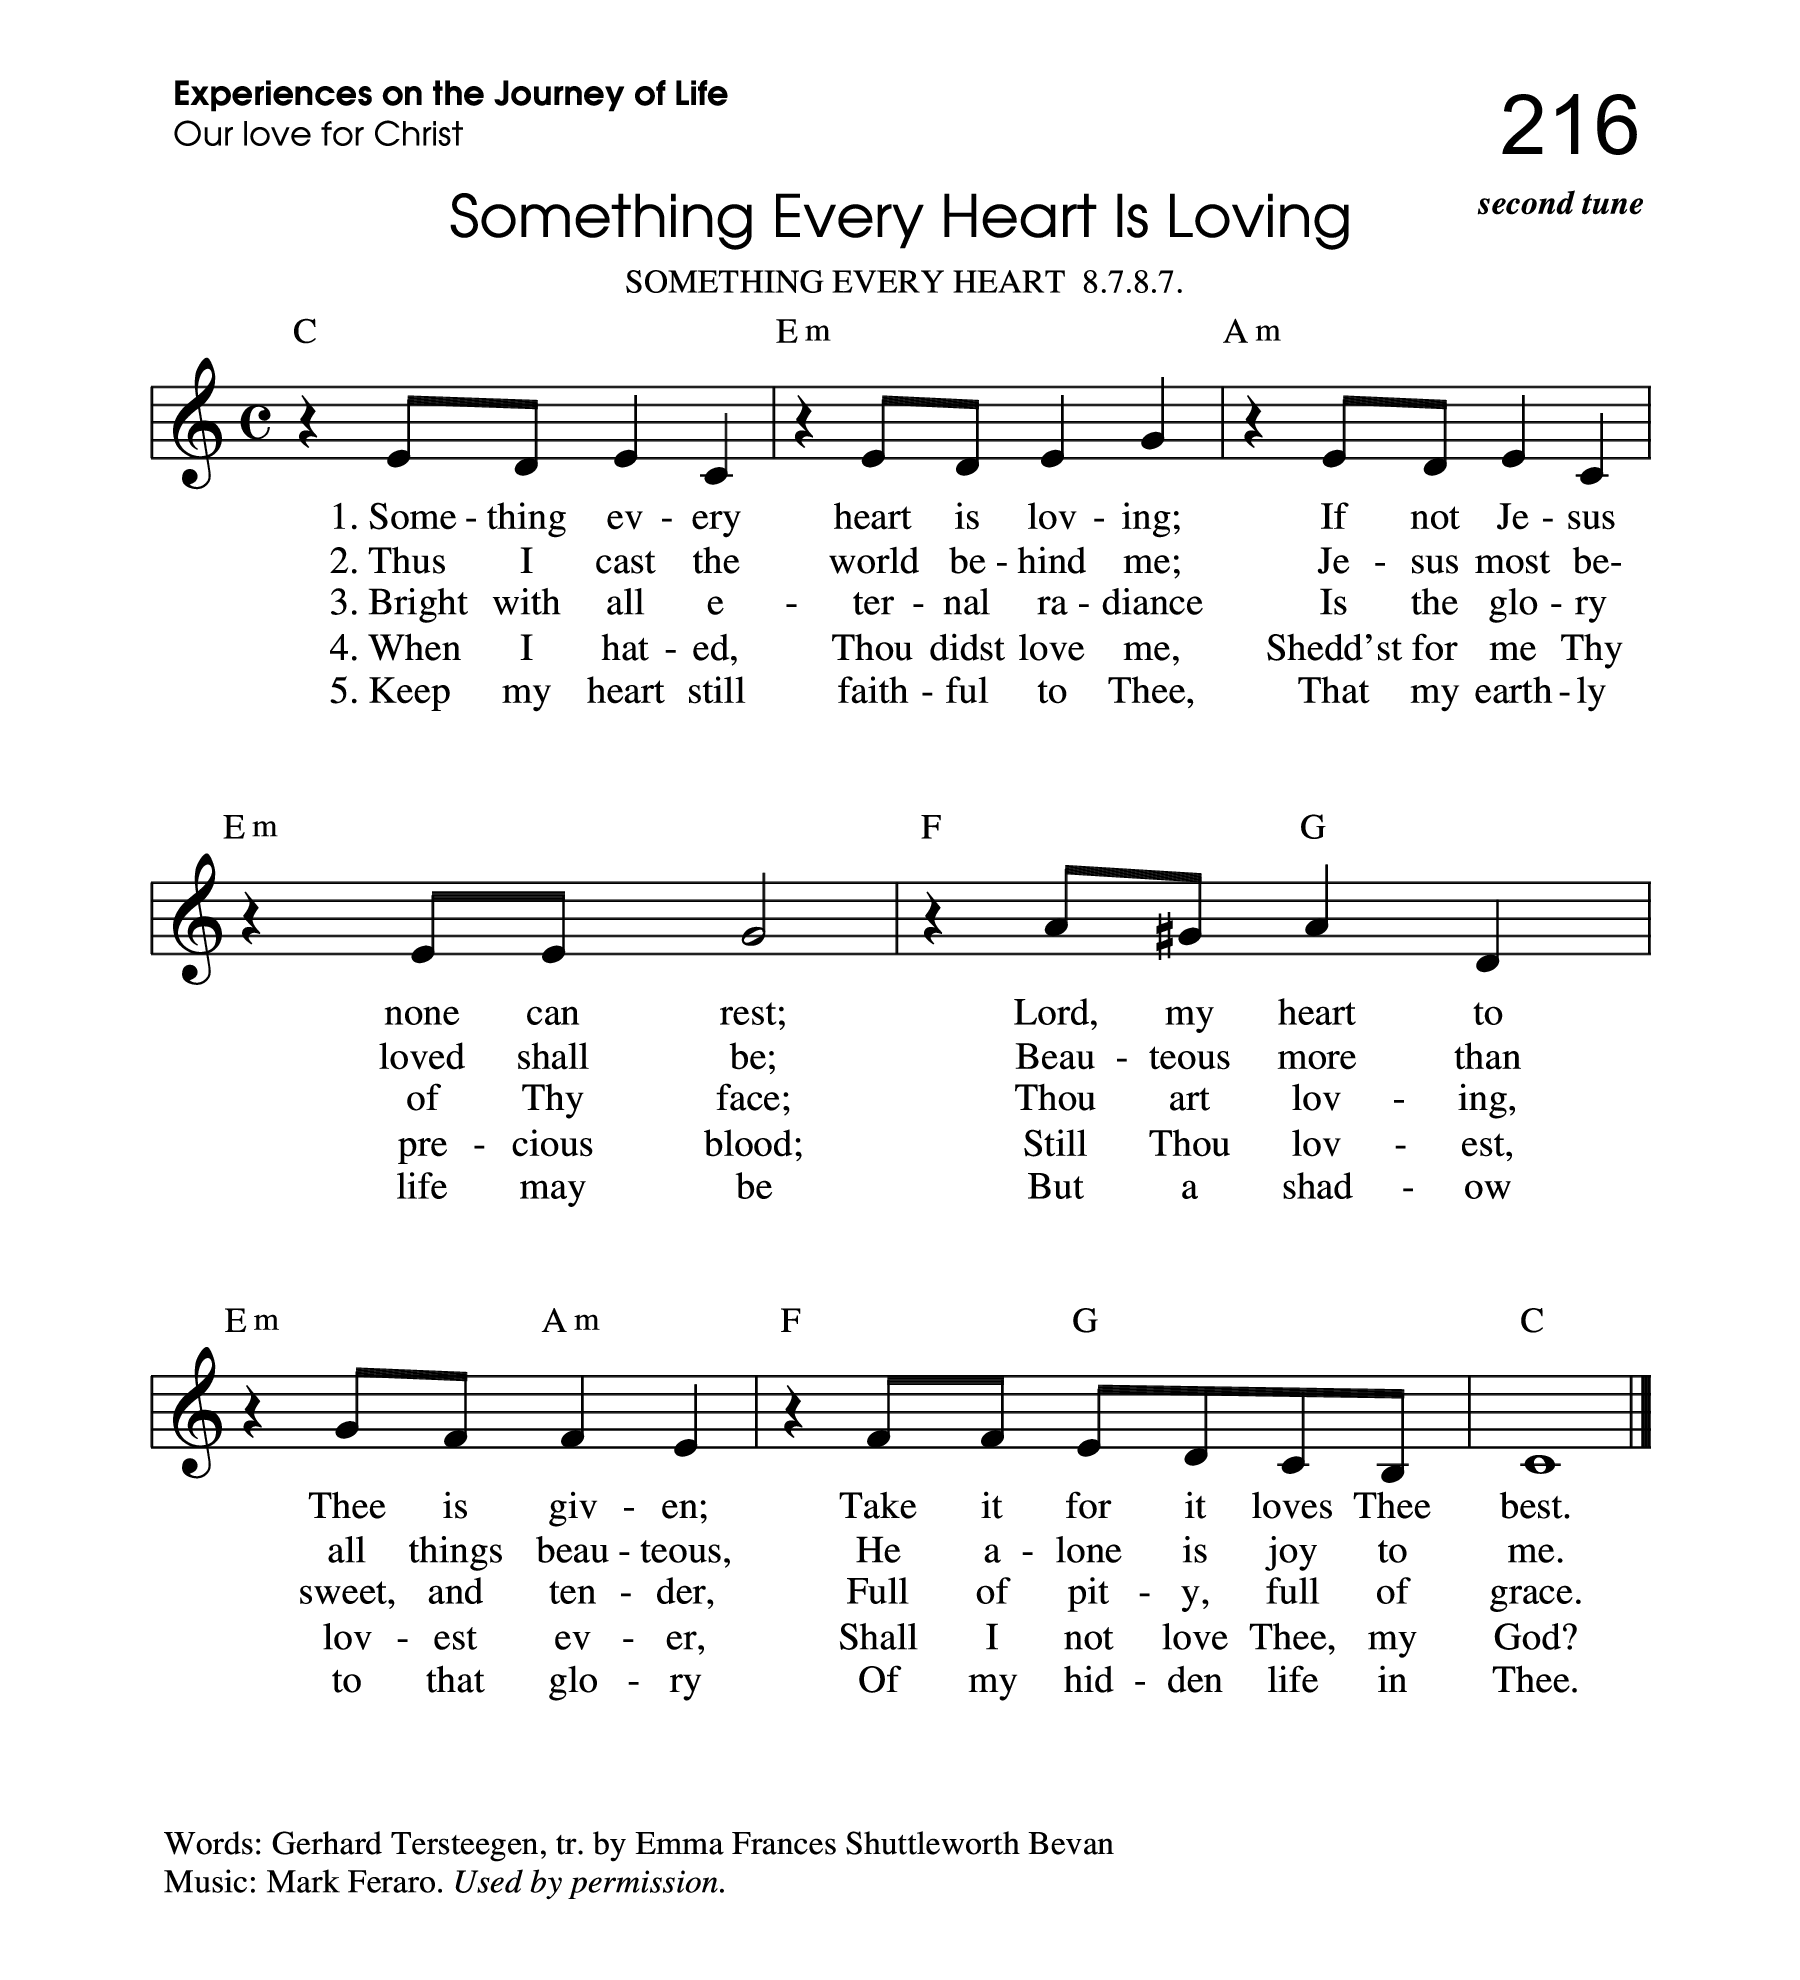 Experiences on the Journey of Life
216
Our love for Christ
Something Every Heart Is Loving
second tune
SOMETHING EVERY HEART 8.7.8.7.
C Em Am
1. Some - thing ev - ery heart is lov - ing; If not Je - sus
2. Thus I cast the world be - hind me; Je - sus most be-
3. Bright with all e - ter - nal ra - diance Is the glo - ry
4. When I hat - ed, Thou didst love me, Shedd'st for me Thy
5. Keep my heart still faith - ful to Thee, That my earth - ly
Em F G
none can rest; Lord, my heart to
loved shall be; Beau - teous more than
of Thy face; Thou art lov - ing,
pre - cious blood; Still Thou lov - est,
life may be But a shad - ow
Em Am F G C
Thee is giv - en; Take it for it loves Thee best.
all things beau - teous, He a - lone is joy to me.
sweet, and ten - der, Full of pit - y, full of grace.
lov - est ev - er, Shall I not love Thee, my God?
to that glo - ry Of my hid - den life in Thee.
Words: Gerhard Tersteegen, tr. by Emma Frances Shuttleworth Bevan
Music: Mark Feraro. Used by permission.